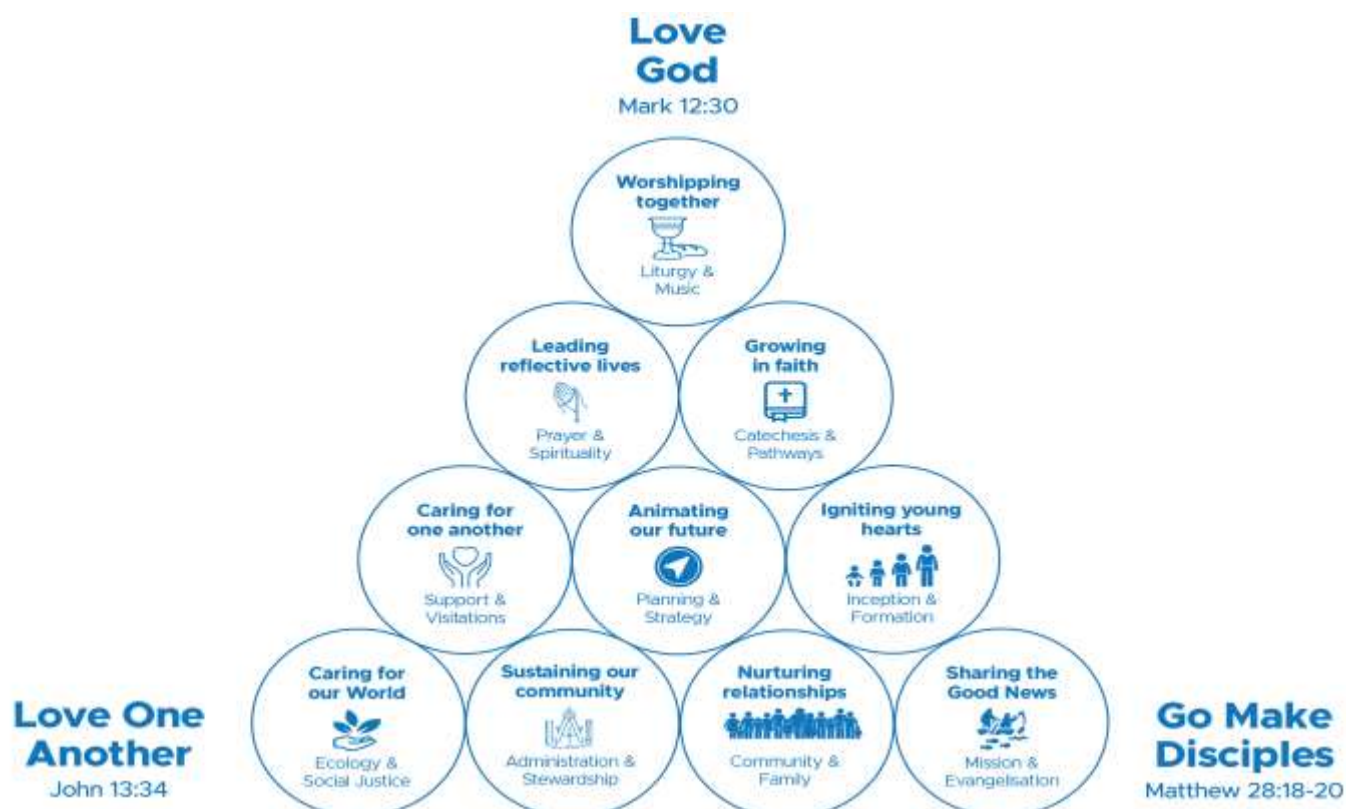 Love
God
Mark 12:30
Worshipping
together
Liturgy &
Music
Leading
reflective lives
Prayer &
Spirituality
Growing
in faith
Catechesis &
Pathways
Caring for
one another
Support &
Visitations
Animating
our future
Planning &
Strategy
Igniting young
hearts
Inception &
Formation
Caring for
our World
Ecology &
Social Justice
Sustaining our
community
Administration &
Stewardship
Nurturing
relationships
Community &
Family
Sharing the
Good News
Mission &
Evangelisation
Love One
Another
John 13:34
Go Make
Disciples
Matthew 28:18-20